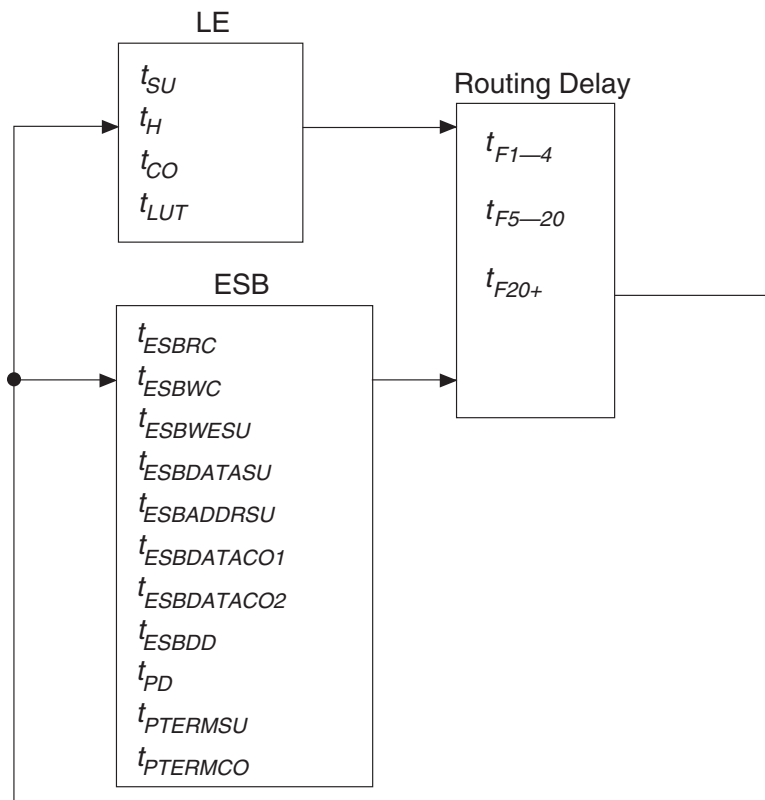 LE
tSU
tH
tCO
tLUT
Routing Delay
tF1—4
tF5—20
tF20+
ESB
tESBRC
tESBWC
tESBWESU
tESBDATASU
tESBADDRSU
tESBDATACO1
tESBDATACO2
tESBDD
tPD
tPTERMSU
tPTERMCO